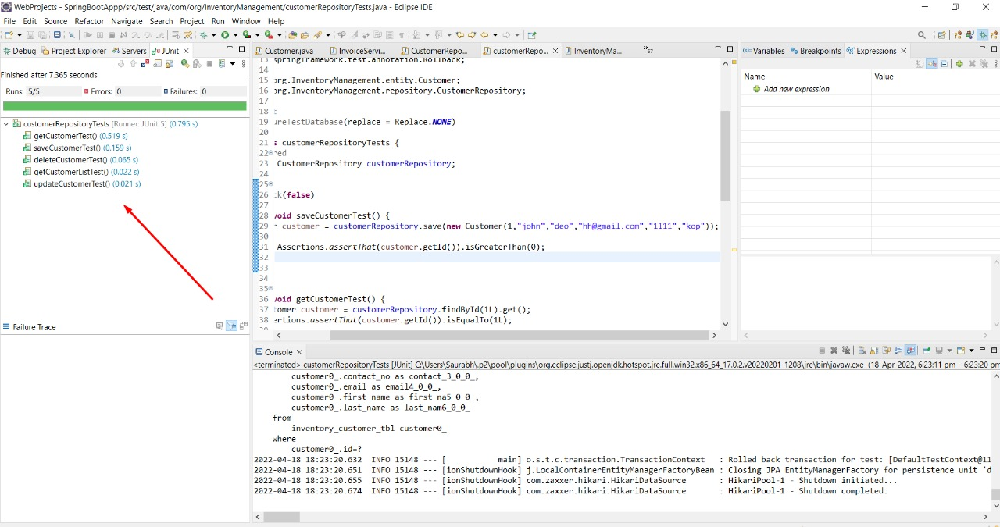 WebProjects - SpringBootAppp/src/test/java/com/org/InventoryManagement/customerRepositoryTests.java - Eclipse IDE
File Edit Source Refactor Navigate Search Project Run Window Help
Debug Project Explorer Servers JUnit
Finished after 7.365 seconds
Runs: 5/5 Errors: 0 Failures: 0
customerRepositoryTests [Runner: JUnit 5] (0.795 s)
getCustomerTest() (0.519 s)
saveCustomerTest() (0.159 s)
deleteCustomerTest() (0.065 s)
getCustomerListTest() (0.022 s)
updateCustomerTest() (0.021 s)
Failure Trace
Customer.java InvoiceServi... CustomerRepo... customerRepo... InventoryMa... »67
13 springframework.test.annotation.Rollback;
14
15 org.InventoryManagement.entity.Customer;
16 org.InventoryManagement.repository.CustomerRepository;
17
18
19 ureTestDatabase(replace = Replace.NONE)
20
21 s customerRepositoryTests {
22 red
23 CustomerRepository customerRepository;
24
25
26 ck(false)
27
28 void saveCustomerTest() {
29 r customer = customerRepository.save(new Customer(1,"john","deo","hh@gmail.com","1111","kop"));
30
31 Assertions.assertThat(customer.getId()).isGreaterThan(0);
32
33
34
35
36 void getCustomerTest() {
37 tomer customer = customerRepository.findById(1L).get();
38 ertions.assertThat(customer.getId()).isEqualTo(1L);
Variables Breakpoints Expressions
Name Value
Add new expression
Console
<terminated> customerRepositoryTests [JUnit] C:\Users\Saurabh\.p2\pool\plugins\org.eclipse.justj.openjdk.hotspot.jre.full.win32.x86_64_17.0.2.v20220201-1208\jre\bin\javaw.exe (18-Apr-2022, 6:23:11 pm – 6:23:20 pm
customer0_.contact_no as contact_3_0_0_,
customer0_.email as email4_0_0_,
customer0_.first_name as first_na5_0_0_,
customer0_.last_name as last_nam6_0_0_
from
inventory_customer_tbl customer0_
where
customer0_.id=?
2022-04-18 18:23:20.632 INFO 15148 --- [ main] o.s.t.c.transaction.TransactionContext : Rolled back transaction for test: [DefaultTestContext@11
2022-04-18 18:23:20.651 INFO 15148 --- [ionShutdownHook] j.LocalContainerEntityManagerFactoryBean : Closing JPA EntityManagerFactory for persistence unit 'd
2022-04-18 18:23:20.655 INFO 15148 --- [ionShutdownHook] com.zaxxer.hikari.HikariDataSource : HikariPool-1 - Shutdown initiated...
2022-04-18 18:23:20.674 INFO 15148 --- [ionShutdownHook] com.zaxxer.hikari.HikariDataSource : HikariPool-1 - Shutdown completed.